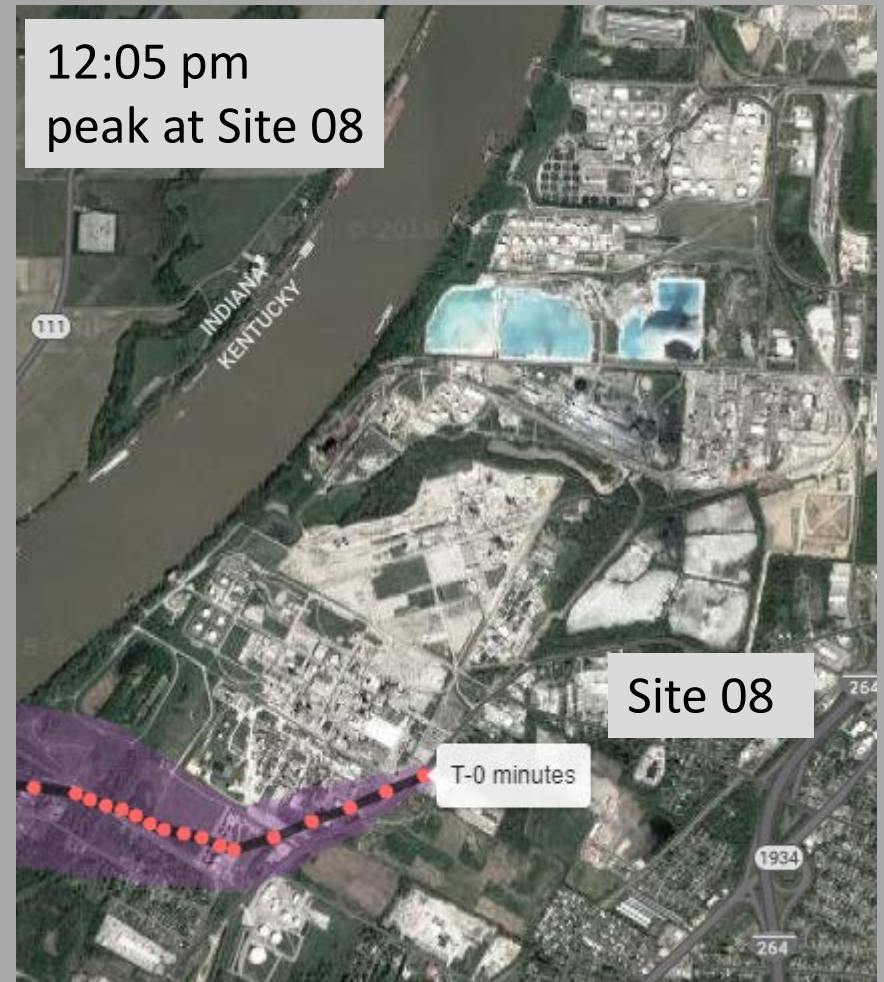 12:05 pm
peak at Site 08
INDIANA
KENTUCKY
111
Site 08
264
T-0 minutes
1934
264